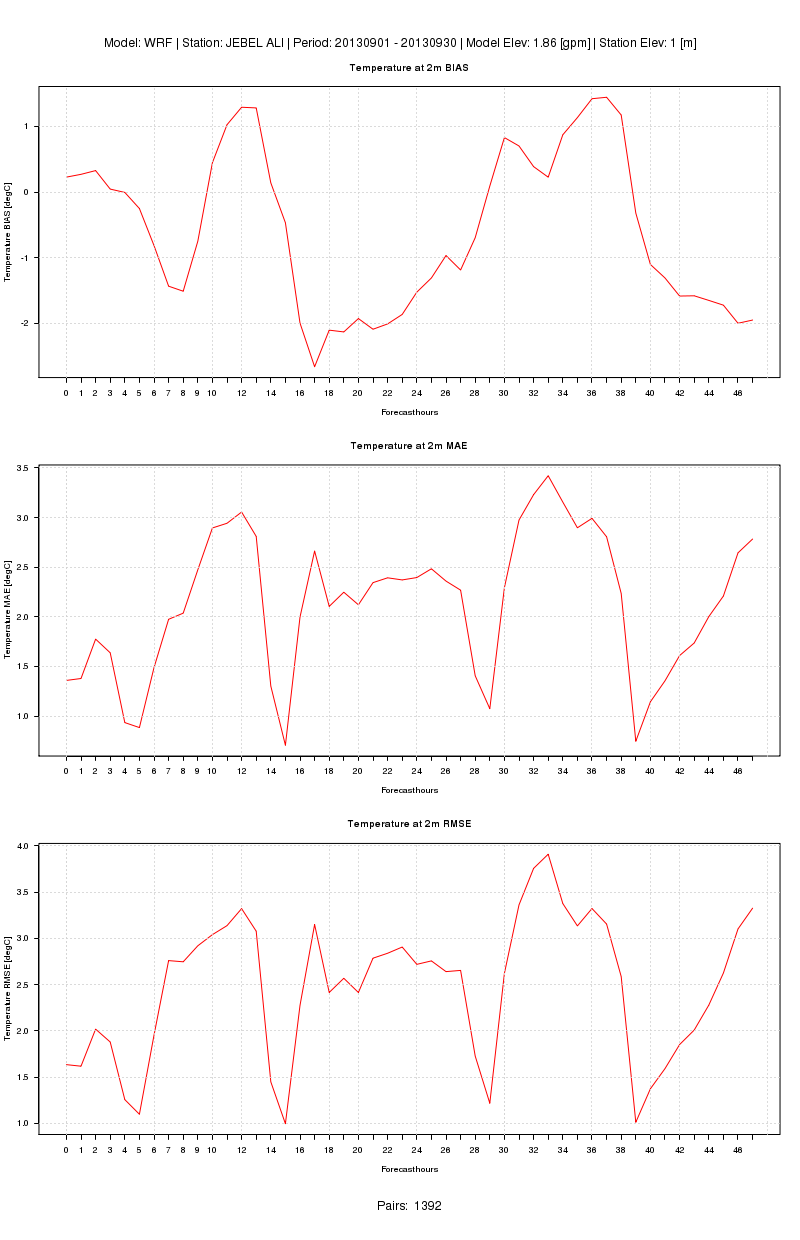 Model: WRF | Station: JEBEL ALI | Period: 20130901 - 20130930 | Model Elev: 1.86 [gpm] | Station Elev: 1 [m]
Temperature at 2m BIAS
Temperature BIAS [degC]
1
0
-1
-2
0 1 2 3 4 5 6 7 8 9 10 12 14 16 18 20 22 24 26 28 30 32 34 36 38 40 42 44 46
Forecasthours
Temperature at 2m MAE
Temperature MAE [degC]
3.5
3.0
2.5
2.0
1.5
1.0
0 1 2 3 4 5 6 7 8 9 10 12 14 16 18 20 22 24 26 28 30 32 34 36 38 40 42 44 46
Forecasthours
Temperature at 2m RMSE
Temperature RMSE [degC]
4.0
3.5
3.0
2.5
2.0
1.5
1.0
0 1 2 3 4 5 6 7 8 9 10 12 14 16 18 20 22 24 26 28 30 32 34 36 38 40 42 44 46
Forecasthours
Pairs: 1392